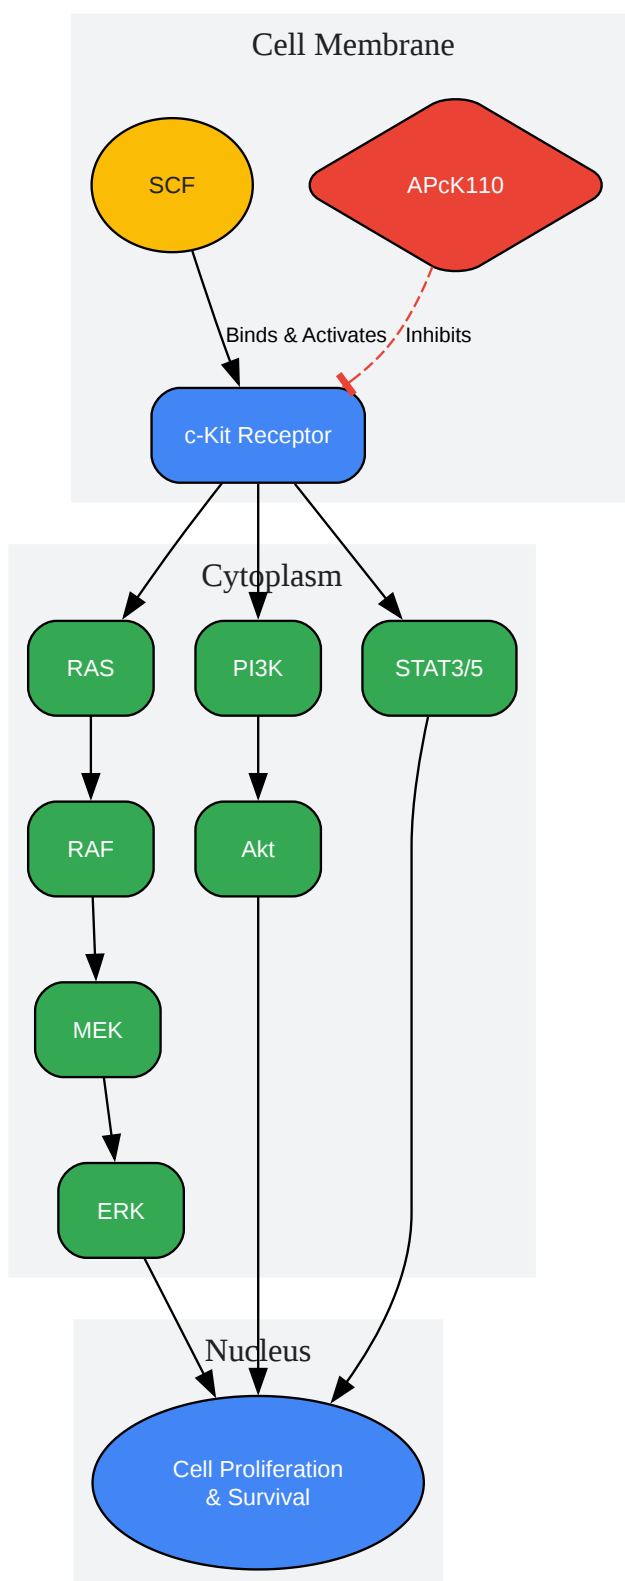 Cell Membrane
SCF
APcK110
Binds & Activates
Inhibits
c-Kit Receptor
Cytoplasm
RAS
PI3K
STAT3/5
RAF
Akt
MEK
ERK
Nucleus
Cell Proliferation
& Survival